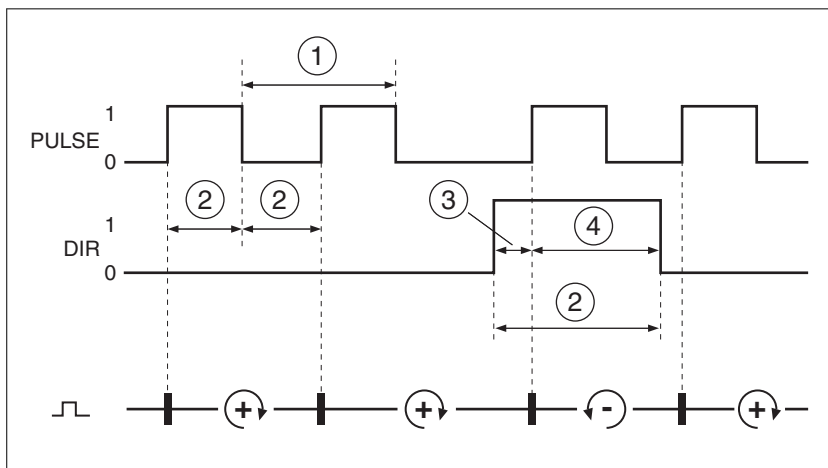 ①
1
PULSE
0
② ② ③
1
④
DIR
0
②
+ + - +